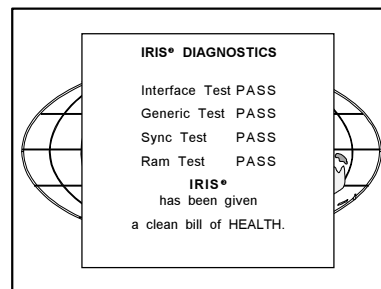 IRIS® DIAGNOSTICS
Interface Test PASS
Generic Test PASS
Sync Test PASS
Ram Test PASS
IRIS®
has been given
a clean bill of HEALTH.